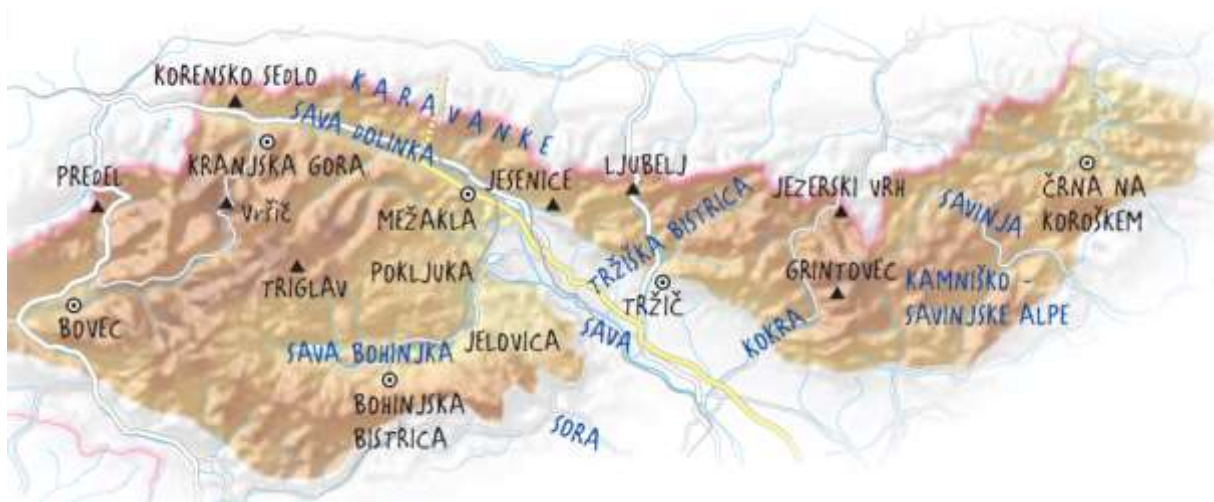 KORENSKO SEDLO
KARAVANKE
SAVA DOLINKA
KRANJSKA GORA
PREDEL
VRŠIČ
MEŽAKLA
JESENICE
LJUBELJ
JEZERSKI VRH
SAVINJA
ČRNA NA
KOROŠKEM
TRŽIŠKA BISTRICA
TRIGLAV
POKLJUKA
GRINTOVEC
KAMNIŠKO -
SAVINJSKE ALPE
BOVEC
TRŽIČ
SAVA BOHINJKA
JELOVICA
SAVA
KOKRA
BOHINJSKA
BISTRICA
SORA